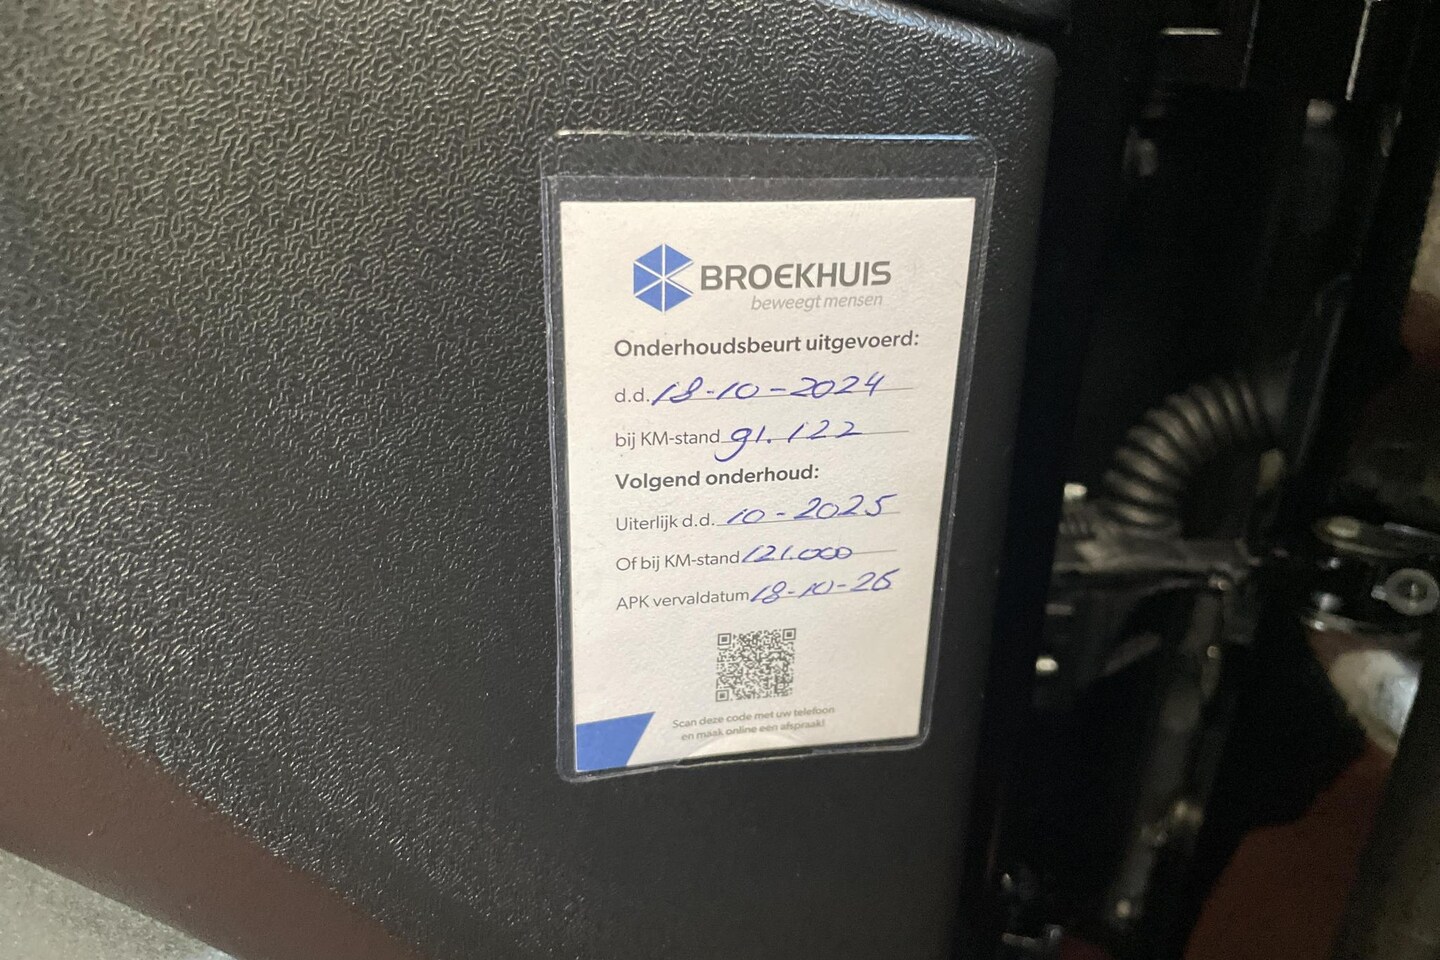 BROEKHUIS
beweegt mensen
Onderhoudsbeurt uitgevoerd:
d.d. 18-10-2024
bij KM-stand 91.122
Volgend onderhoud:
Uiterlijk d.d. 10-2025
Of bij KM-stand 121.000
APK vervaldatum 18-10-26
Scan deze code met uw telefoon
en maak online een afspraak!